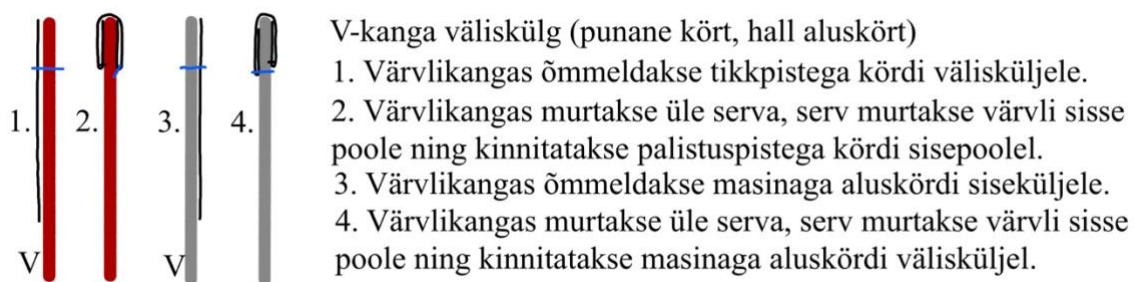 V-kanga väliskülg (punane kört, hall aluskört)
1. Värvlikangas õmmeldakse tikkpistega kördi välisküljele.
2. Värvlikangas murtakse üle serva, serv murtakse värvli sisse
poole ning kinnitatakse palistuspistega kördi sisepoolel.
3. Värvlikangas õmmeldakse masinaga aluskördi siseküljele.
4. Värvlikangas murtakse üle serva, serv murtakse värvli sisse
poole ning kinnitatakse masinaga aluskördi välisküljel.
1. 2. 3. 4.
V V